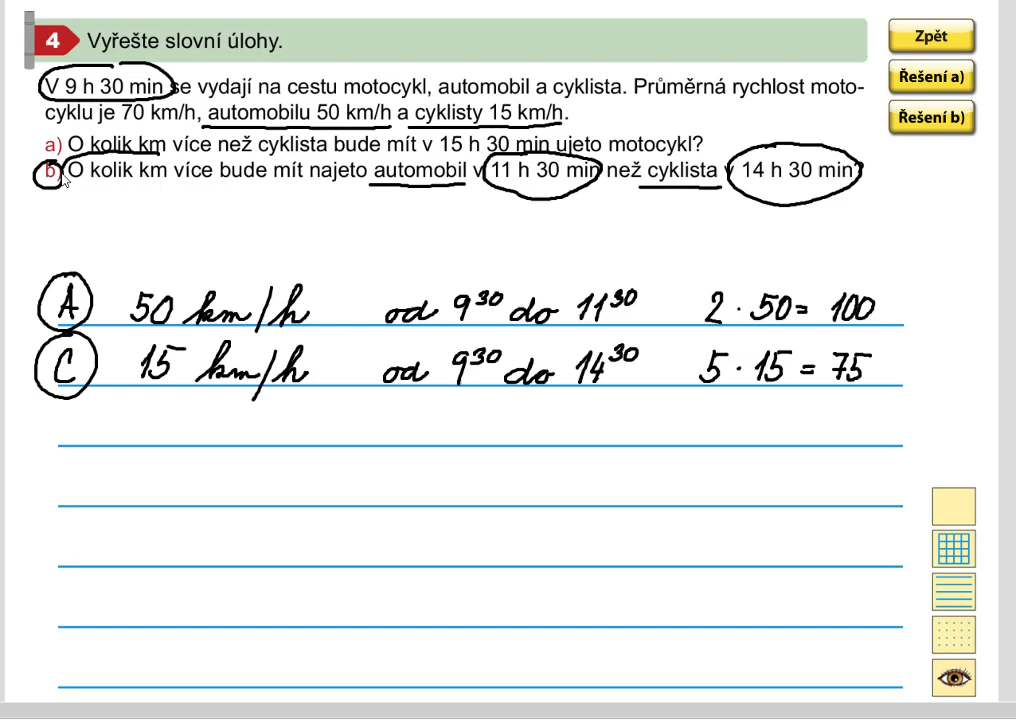 4 Vyřešte slovní úlohy.
Zpět
Řešení a)
Řešení b)
V 9 h 30 min se vydají na cestu motocykl, automobil a cyklista. Průměrná rychlost moto-
cyklu je 70 km/h, automobilu 50 km/h a cyklisty 15 km/h.
a) O kolik km více než cyklista bude mít v 15 h 30 min ujeto motocykl?
b) O kolik km více bude mít najeto automobil v 11 h 30 min než cyklista v 14 h 30 min?
A 50 km/h od 9³⁰ do 11³⁰ 2 · 50 = 100
C 15 km/h od 9³⁰ do 14³⁰ 5 · 15 = 75